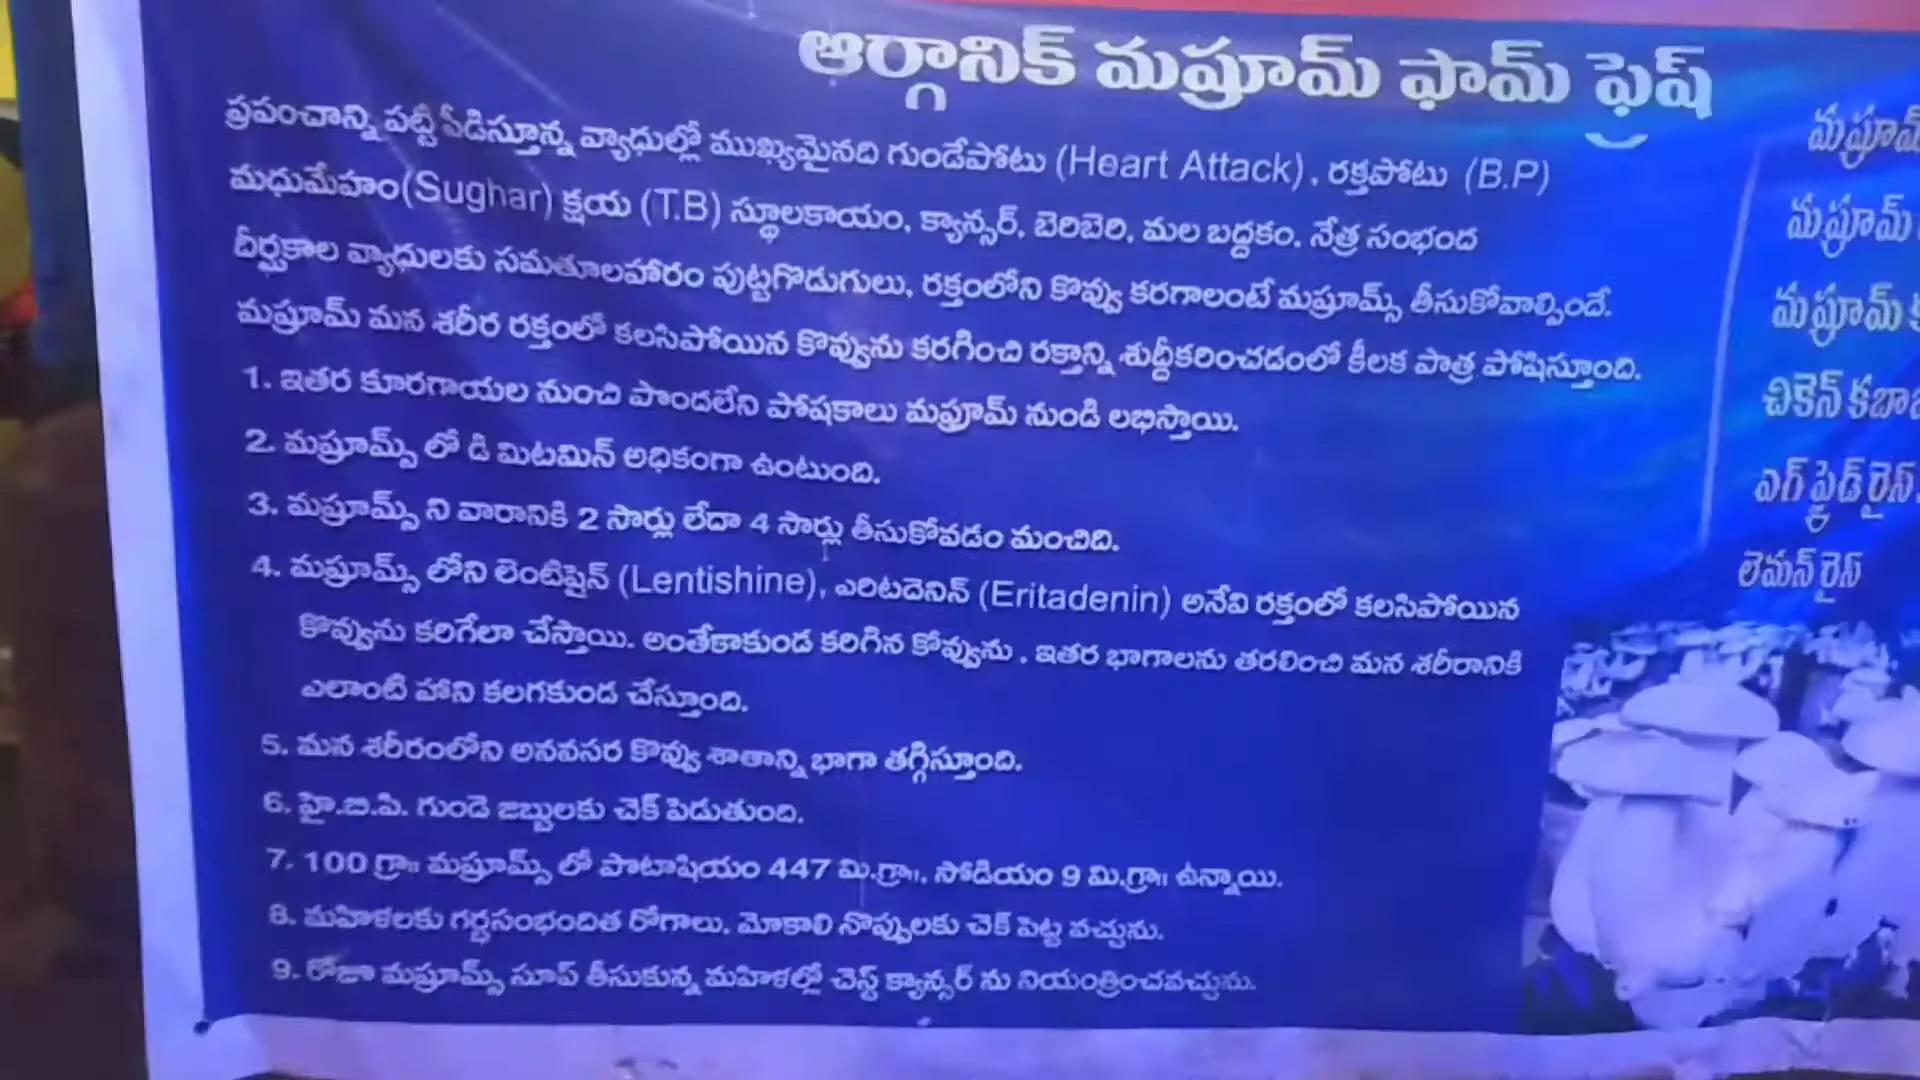 ఆర్గానిక్ మష్రూమ్ ఫామ్ ఫ్రెష్
ప్రపంచాన్ని పట్టి పీడిస్తూన్న వ్యాధుల్లో ముఖ్యమైనది గుండేపోటు (Heart Attack), రక్తపోటు (B.P)
మధుమేహం(Sughar) క్షయ (T.B) స్థూలకాయం, క్యాన్సర్, బెరిబెరి, మల బద్దకం, నేత్ర సంభంద
దీర్ఘకాల వ్యాధులకు సమతూలహారం పుట్టగొడుగులు, రక్తంలోని కొవ్వు కరగాలంటే మష్రూమ్స్ తీసుకోవాల్సిందే.
మష్రూమ్ మన శరీర రక్తంలో కలసిపోయిన కొవ్వును కరగించి రక్తాన్ని శుద్దీకరించడంలో కీలక పాత్ర పోషిస్తూంది.
1. ఇతర కూరగాయల నుంచి పొందలేని పోషకాలు మష్రూమ్ నుండి లభిస్తాయి.
2. మష్రూమ్స్ లో డి మిటమిన్ అధికంగా ఉంటుంది.
3. మష్రూమ్స్ ని వారానికి 2 సార్లు లేదా 4 సార్లు తీసుకోవడం మంచిది.
4. మష్రూమ్స్ లోని లెంటిషైన్ (Lentishine), ఎరిటదెనిన్ (Eritadenin) అనేవి రక్తంలో కలసిపోయిన
కొవ్వును కరిగేలా చేస్తాయి. అంతేకాకుండ కరిగిన కోవ్వును , ఇతర భాగాలను తరలించి మన శరీరానికి
ఎలాంటి హాని కలగకుండ చేస్తూంది.
5. మన శరీరంలోని అనవసర కొవ్వు శాతాన్ని భాగా తగ్గిస్తూంది.
6. హై.బి.పి. గుండె జబ్బులకు చెక్ పెడుతుంది.
7. 100 గ్రా॥ మష్రూమ్స్ లో పొటాషియం 447 మి.గ్రా॥, సోడియం 9 మి.గ్రా॥ ఉన్నాయి.
8. మహిళలకు గర్భసంభందిత రోగాలు, మోకాలి నొప్పులకు చెక్ పెట్ట వచ్చును.
9. రోజూ మష్రూమ్స్ సూప్ తీసుకున్న మహిళల్లో చెస్ట్ క్యాన్సర్ ను నియంత్రించవచ్చును.
మష్రూమ్
మష్రూమ్
మష్రూమ్
చికెన్ కబాబ్
ఎగ్ ఫ్రైడ్ రైస్
లెమన్ రైస్